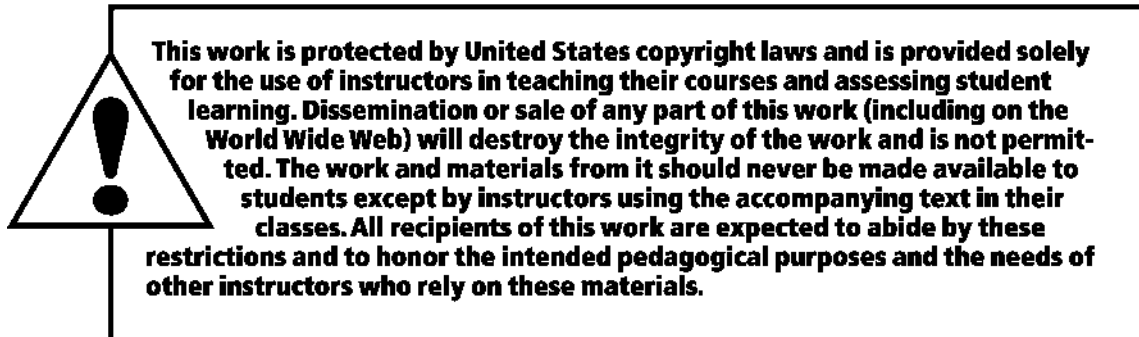 This work is protected by United States copyright laws and is provided solely
for the use of instructors in teaching their courses and assessing student
learning. Dissemination or sale of any part of this work (including on the
World Wide Web) will destroy the integrity of the work and is not permit-
ted. The work and materials from it should never be made available to
students except by instructors using the accompanying text in their
classes. All recipients of this work are expected to abide by these
restrictions and to honor the intended pedagogical purposes and the needs of
other instructors who rely on these materials.